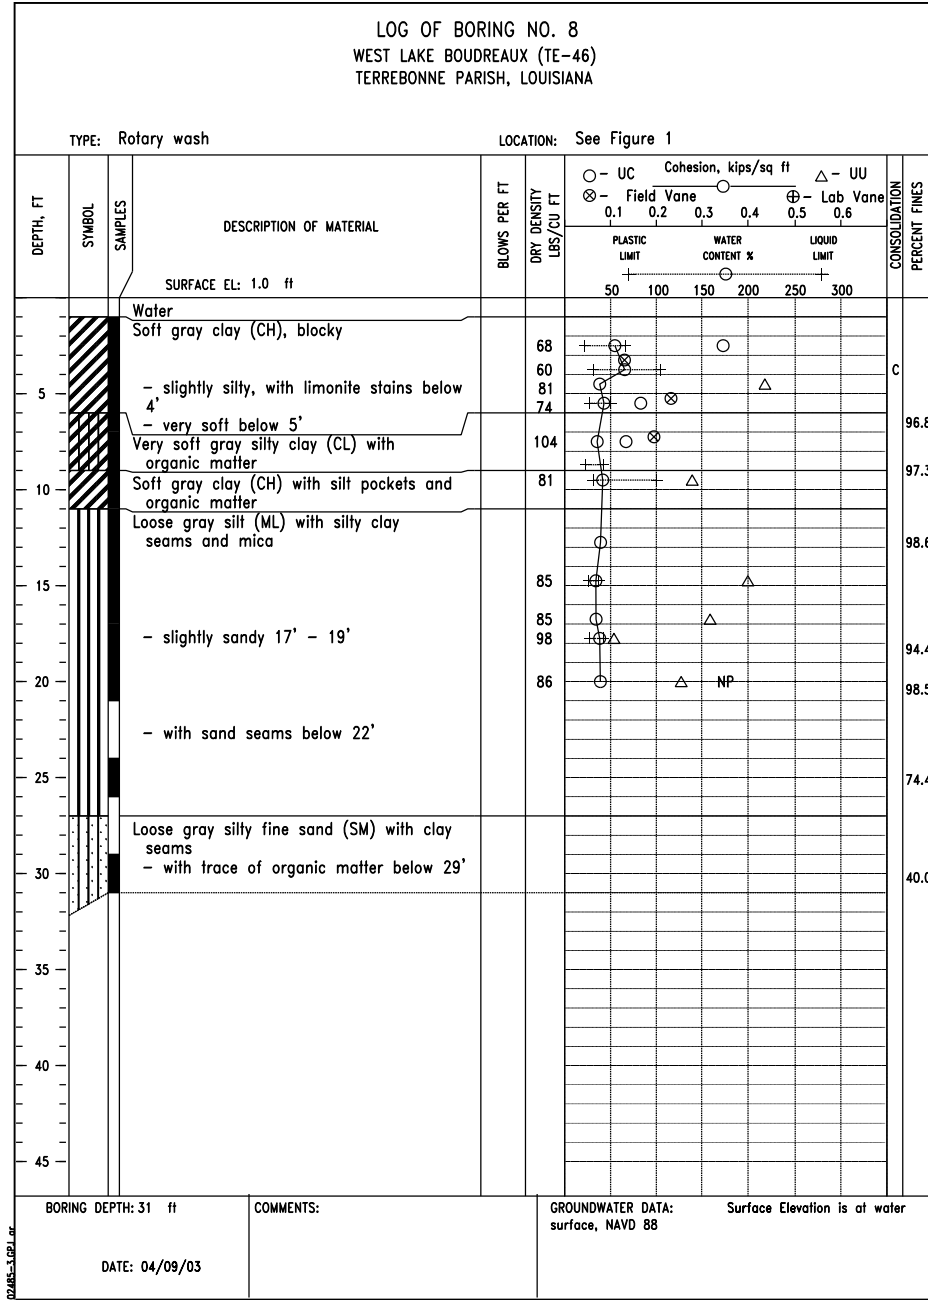 LOG OF BORING NO. 8
WEST LAKE BOUDREAUX (TE-46)
TERREBONNE PARISH, LOUISIANA
TYPE: Rotary wash
LOCATION: See Figure 1
DEPTH, FT
SYMBOL
SAMPLES
DESCRIPTION OF MATERIAL
SURFACE EL: 1.0 ft
BLOWS PER FT
DRY DENSITY
LBS/CU FT
Cohesion, kips/sq ft
- UC
- UU
- Field Vane
- Lab Vane
0.1 0.2 0.3 0.4 0.5 0.6
PLASTIC LIMIT
WATER CONTENT %
LIQUID LIMIT
50 100 150 200 250 300
CONSOLIDATION
PERCENT FINES
Water
Soft gray clay (CH), blocky
68
60
C
- slightly silty, with limonite stains below
4'
81
5
74
- very soft below 5'
96.8
Very soft gray silty clay (CL) with
organic matter
104
97.3
Soft gray clay (CH) with silt pockets and
organic matter
81
10
Loose gray silt (ML) with silty clay
seams and mica
98.6
15
85
85
- slightly sandy 17' - 19'
98
94.4
20
86
NP
98.5
- with sand seams below 22'
25
74.4
Loose gray silty fine sand (SM) with clay
seams
- with trace of organic matter below 29'
30
40.0
35
40
45
BORING DEPTH: 31 ft
DATE: 04/09/03
COMMENTS:
GROUNDWATER DATA: Surface Elevation is at water
surface, NAVD 88